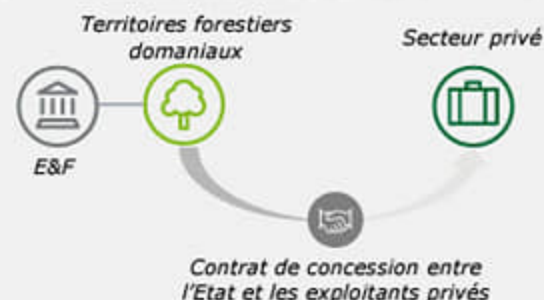 Territoires forestiers
domaniaux
Secteur privé
E&F
Contrat de concession entre
l'Etat et les exploitants privés